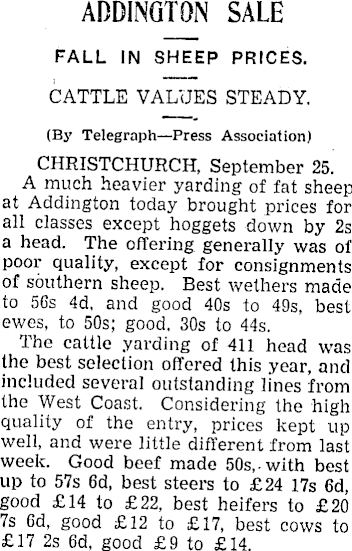 ADDINGTON SALE
FALL IN SHEEP PRICES.
CATTLE VALUES STEADY.
(By Telegraph—Press Association)
CHRISTCHURCH, September 25.
A much heavier yarding of fat sheep
at Addington today brought prices for
all classes except hoggets down by 2s
a head. The offering generally was of
poor quality, except for consignments
of southern sheep. Best wethers made
to 56s 4d, and good 40s to 49s, best
ewes, to 50s; good, 30s to 44s.
The cattle yarding of 411 head was
the best selection offered this year, and
included several outstanding lines from
the West Coast. Considering the high
quality of the entry, prices kept up
well, and were little different from last
week. Good beef made 50s, with best
up to 57s 6d, best steers to £24 17s 6d,
good £14 to £22, best heifers to £20
7s 6d, good £12 to £17, best cows to
£17 2s 6d, good £9 to £14.